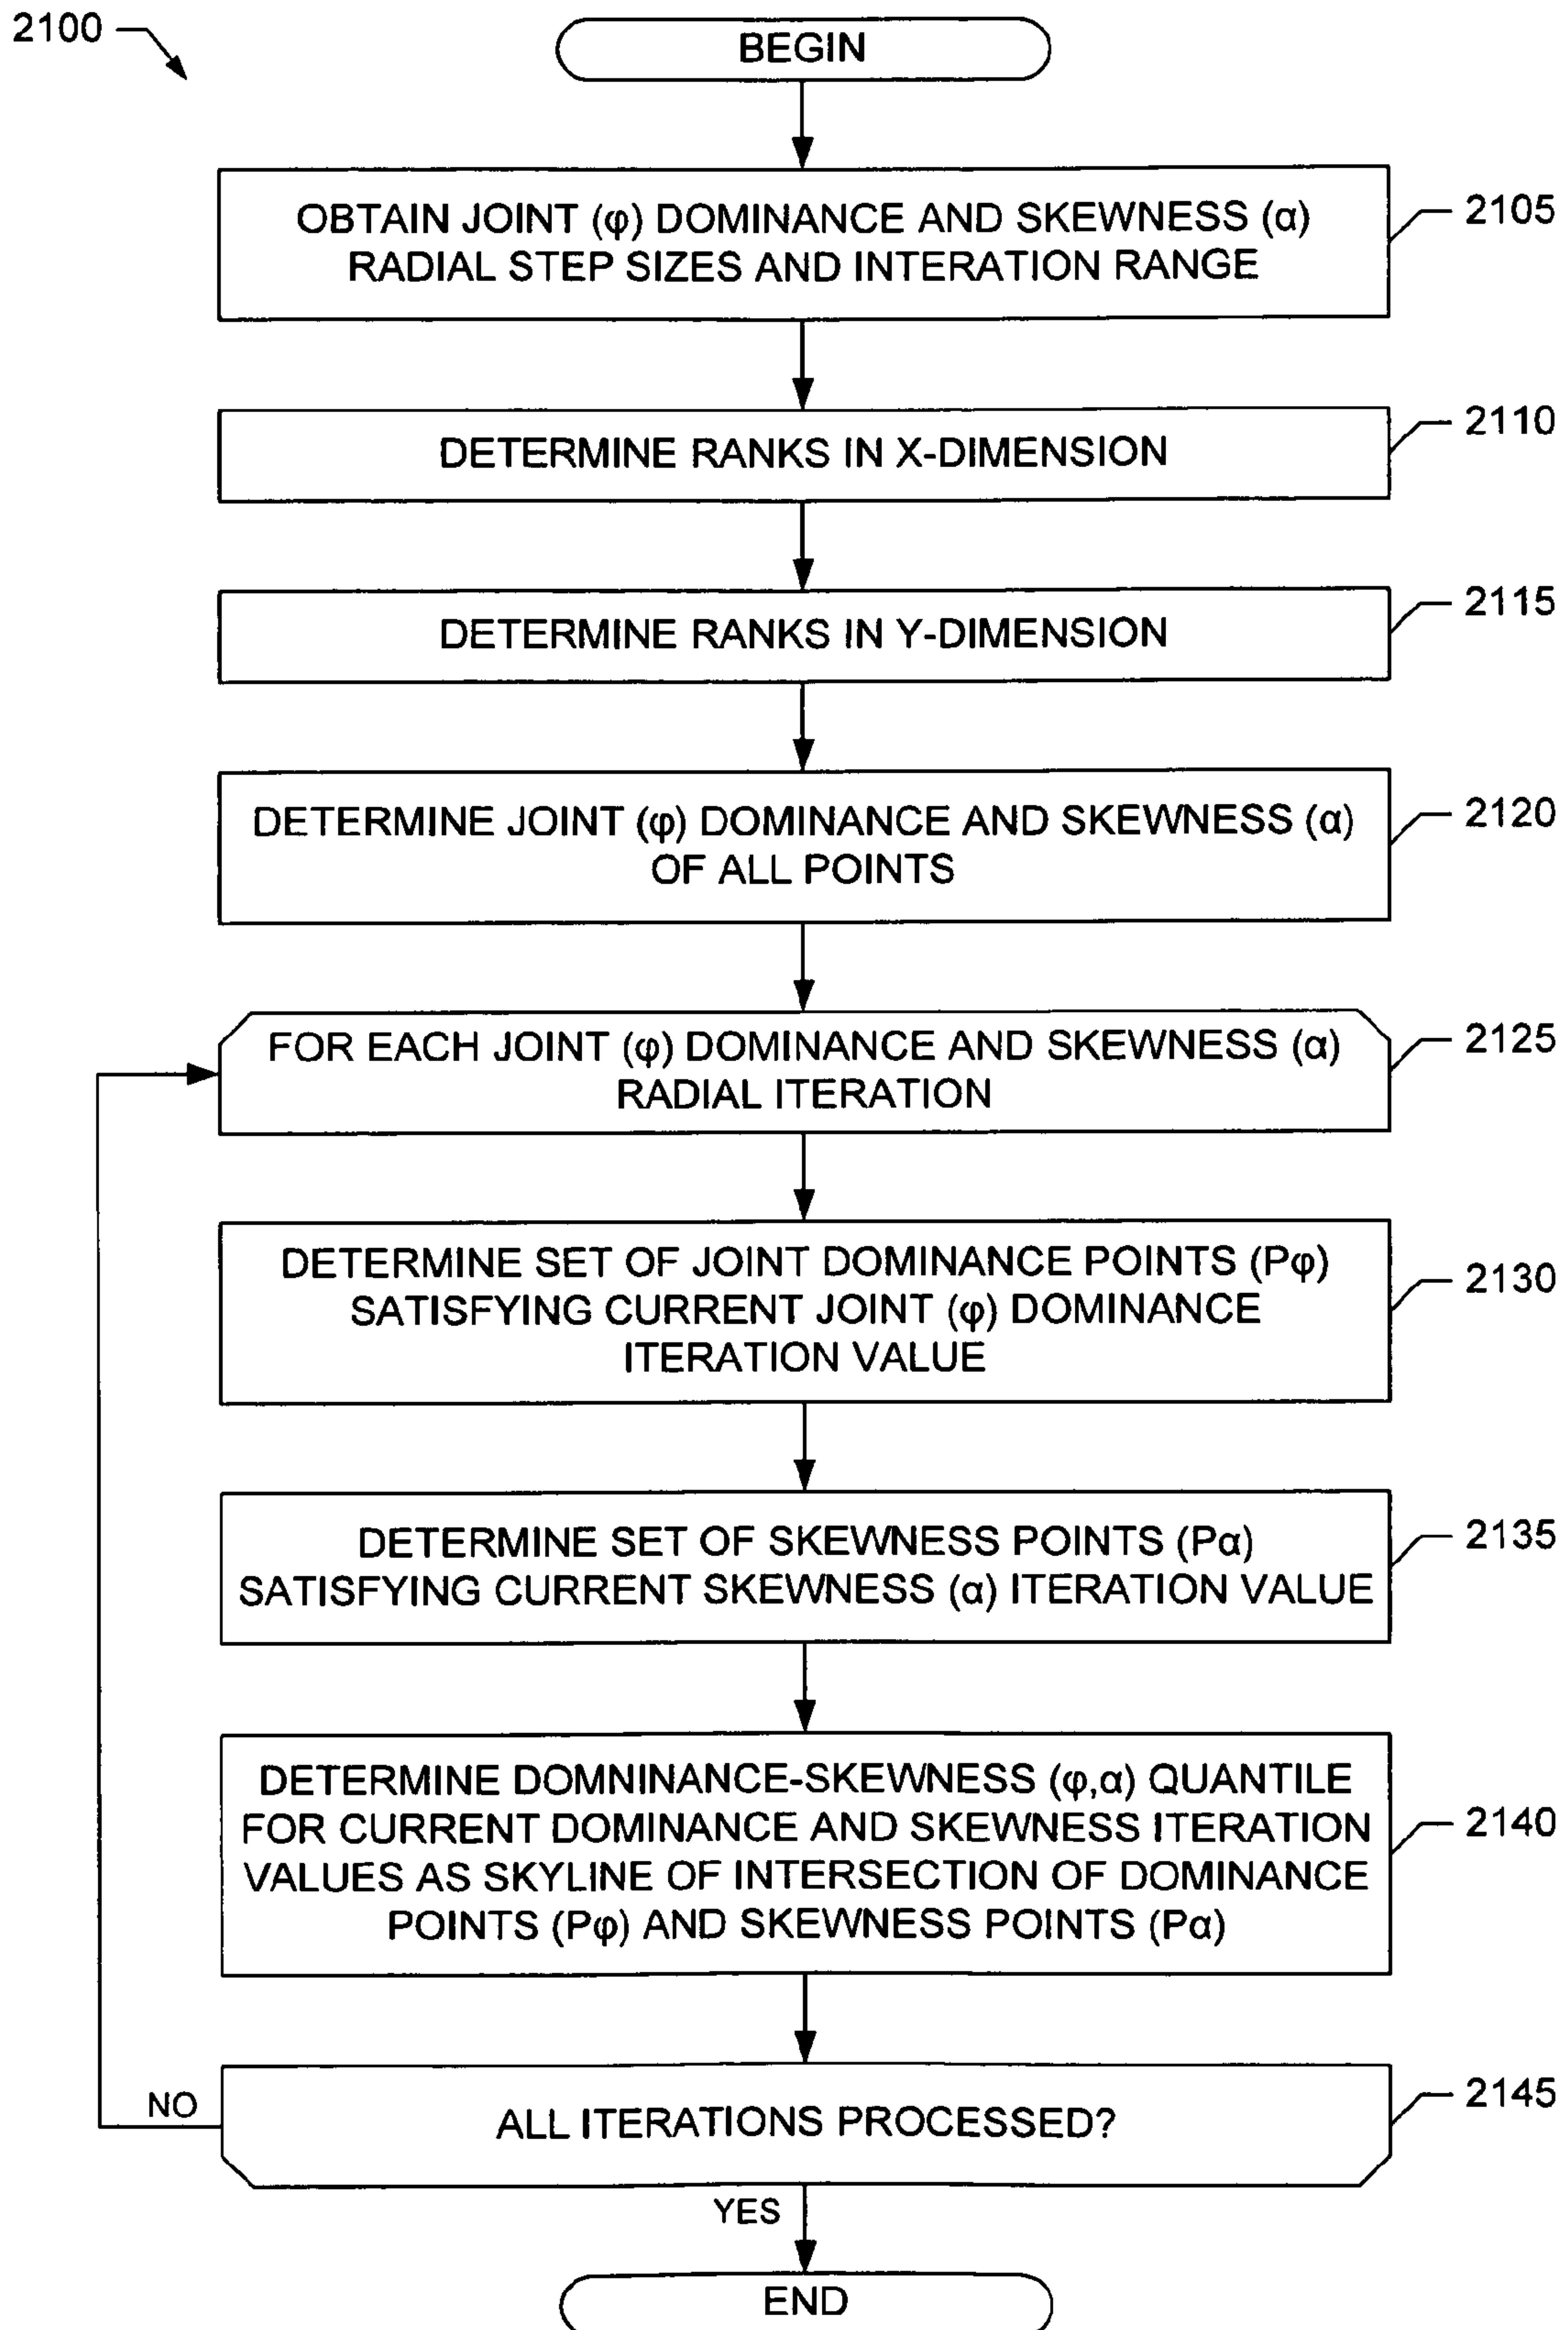 2100
BEGIN
OBTAIN JOINT (φ) DOMINANCE AND SKEWNESS (α)
RADIAL STEP SIZES AND INTERATION RANGE
2105
DETERMINE RANKS IN X-DIMENSION
2110
DETERMINE RANKS IN Y-DIMENSION
2115
DETERMINE JOINT (φ) DOMINANCE AND SKEWNESS (α)
OF ALL POINTS
2120
FOR EACH JOINT (φ) DOMINANCE AND SKEWNESS (α)
RADIAL ITERATION
2125
DETERMINE SET OF JOINT DOMINANCE POINTS (Pφ)
SATISFYING CURRENT JOINT (φ) DOMINANCE
ITERATION VALUE
2130
DETERMINE SET OF SKEWNESS POINTS (Pα)
SATISFYING CURRENT SKEWNESS (α) ITERATION VALUE
2135
DETERMINE DOMNINANCE-SKEWNESS (φ,α) QUANTILE
FOR CURRENT DOMINANCE AND SKEWNESS ITERATION
VALUES AS SKYLINE OF INTERSECTION OF DOMINANCE
POINTS (Pφ) AND SKEWNESS POINTS (Pα)
2140
ALL ITERATIONS PROCESSED?
2145
NO
YES
END